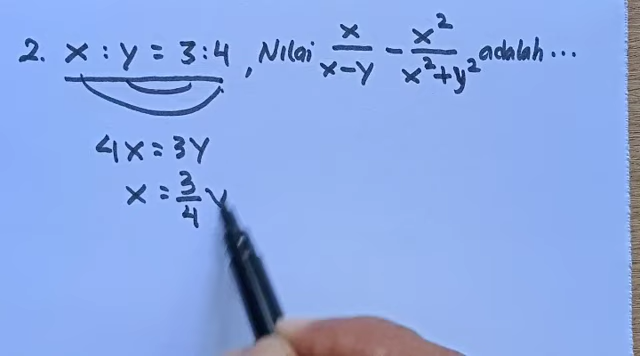 2. x : y = 3 : 4 , Nilai x/(x-y) - x²/(x²+y²) adalah ...
4x = 3y
x = 3/4 y